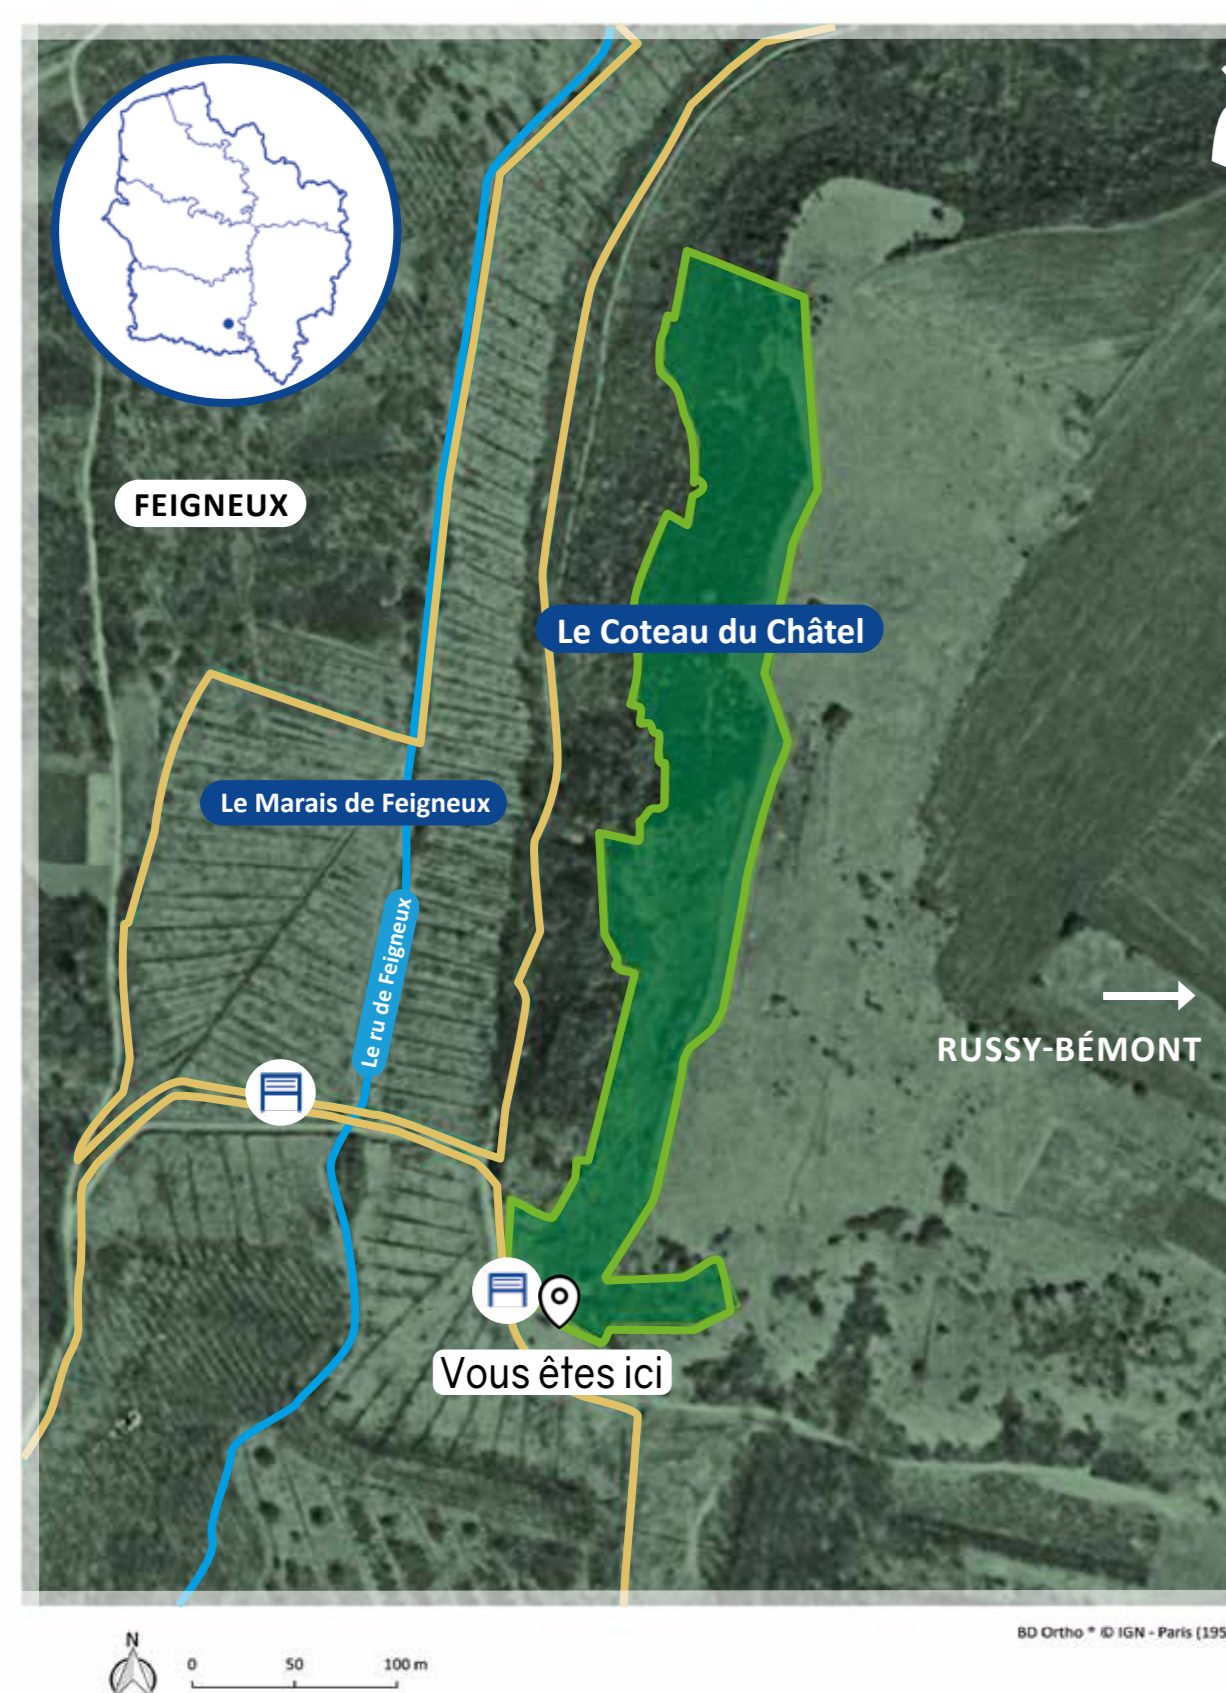 FEIGNEUX
Le Coteau du Châtel
Le Marais de Feigneux
Le ru de Feigneux
RUSSY-BÉMONT
Vous êtes ici
BD Ortho ® © IGN - Paris (195
N
0 50 100 m